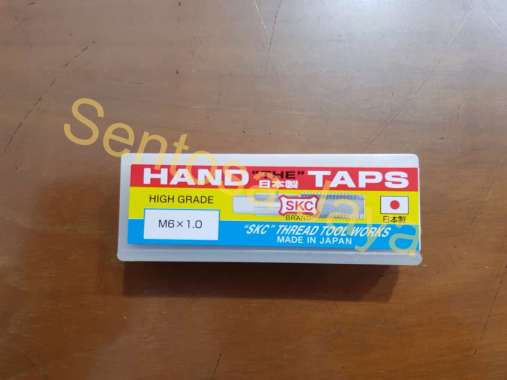 HAND "THE" TAPS
日本製
HIGH GRADE
SKC
BRAND
日本製
M6×1.0
"SKC" THREAD TOOL WORKS
MADE IN JAPAN
Sentosa Jaya